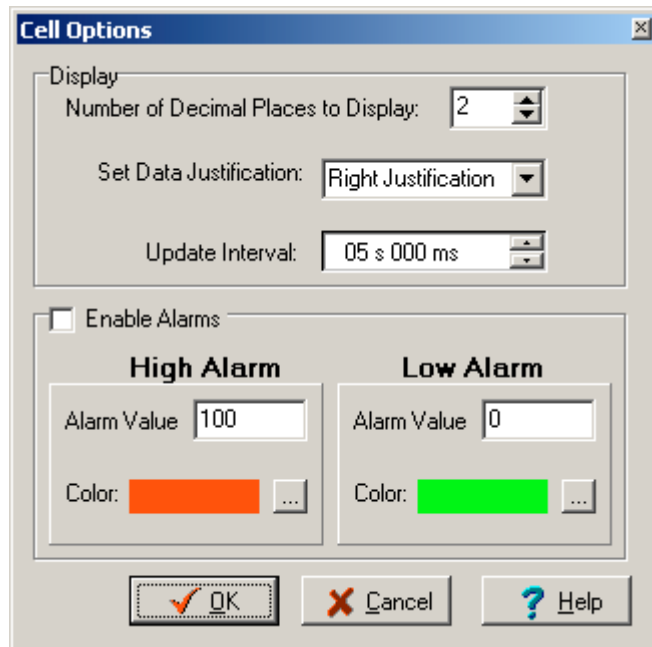 Cell Options
Display
Number of Decimal Places to Display: 2
Set Data Justification: Right Justification
Update Interval: 05 s 000 ms
Enable Alarms
High Alarm Low Alarm
Alarm Value 100 Alarm Value 0
Color: ... Color: ...
OK Cancel ? Help